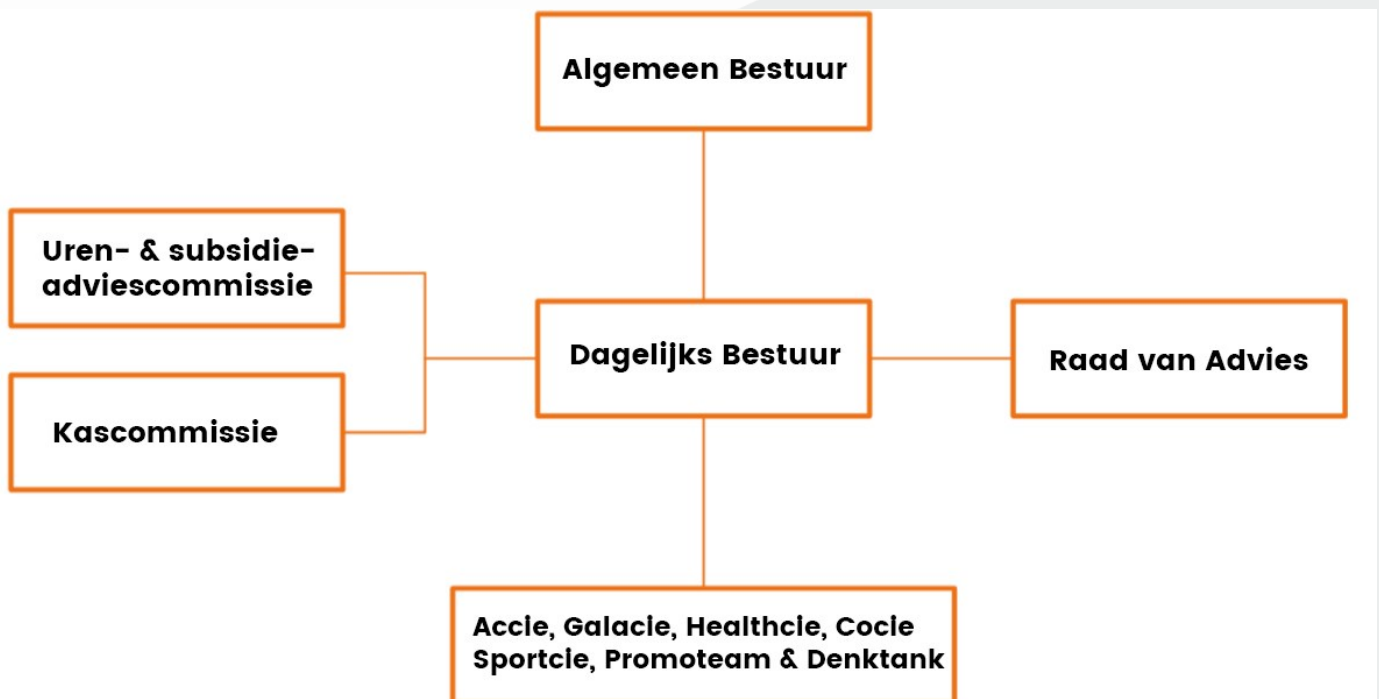 Algemeen Bestuur
Uren- & subsidie-
adviescommissie
Dagelijks Bestuur
Raad van Advies
Kascommissie
Accie, Galacie, Healthcie, Cocie
Sportcie, Promoteam & Denktank